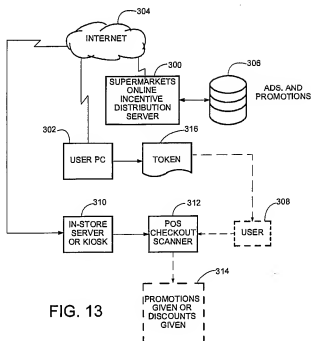 304
INTERNET
300
306
SUPERMARKETS
ONLINE
INCENTIVE
DISTRIBUTION
SERVER
ADS. AND
PROMOTIONS
302
316
USER PC
TOKEN
310
312
308
IN-STORE
SERVER
OR KIOSK
POS
CHECKOUT
SCANNER
USER
314
PROMOTIONS
GIVEN OR
DISCOUNTS
GIVEN
FIG. 13